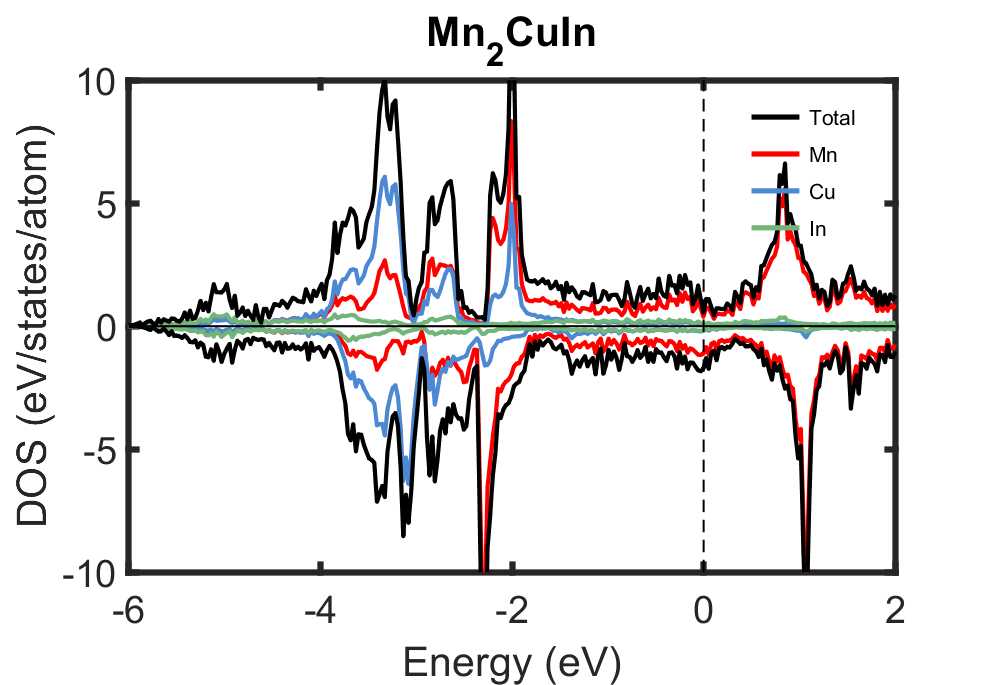 Mn2CuIn
10
5
0
-5
-10
DOS (eV/states/atom)
Total
Mn
Cu
In
-6 -4 -2 0 2
Energy (eV)